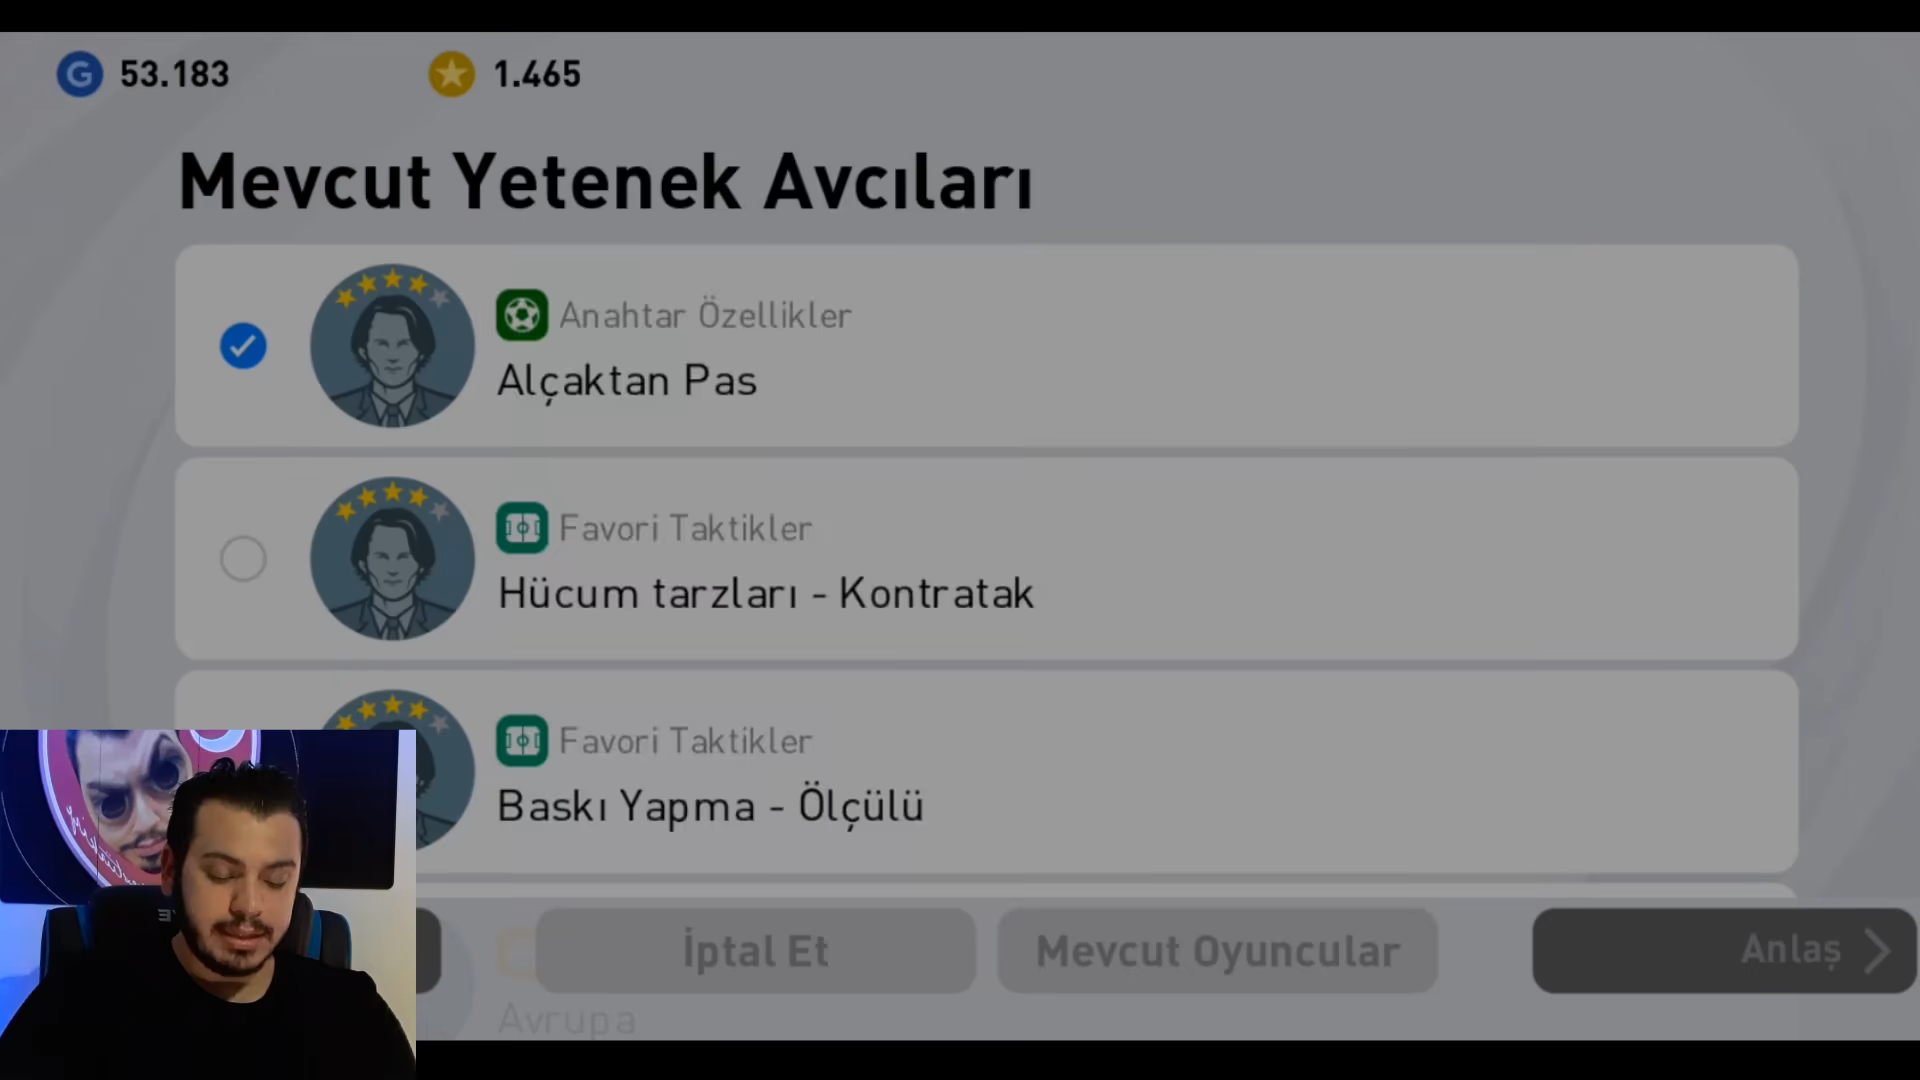 G 53.183
1.465
Mevcut Yetenek Avcıları
Anahtar Özellikler
Alçaktan Pas
Favori Taktikler
Hücum tarzları - Kontratak
Favori Taktikler
Baskı Yapma - Ölçülü
İptal Et
Mevcut Oyuncular
Anlaş
Avrupa